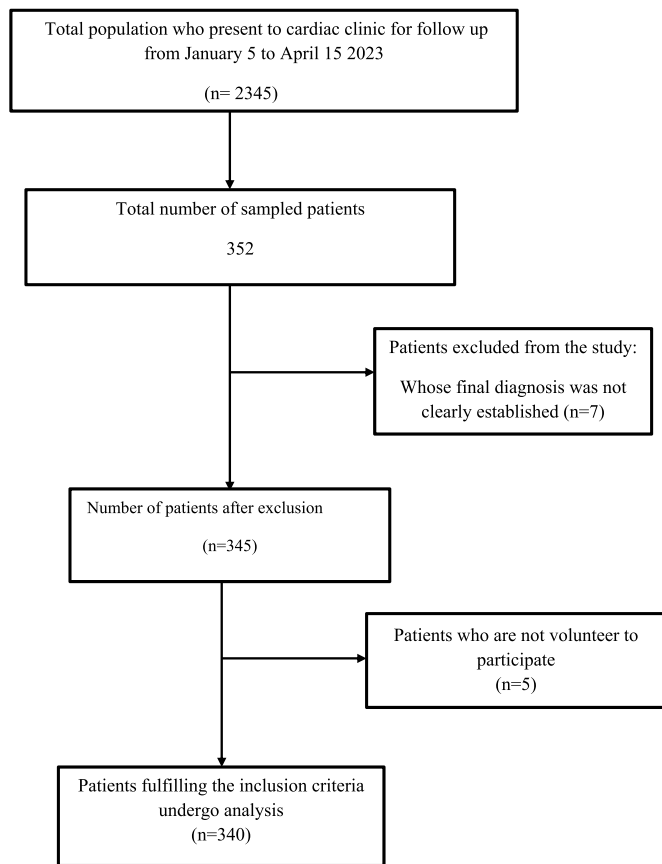 Total population who present to cardiac clinic for follow up
from January 5 to April 15 2023
(n= 2345)
Total number of sampled patients
352
Patients excluded from the study:
Whose final diagnosis was not
clearly established (n=7)
Number of patients after exclusion
(n=345)
Patients who are not volunteer to
participate
(n=5)
Patients fulfilling the inclusion criteria
undergo analysis
(n=340)